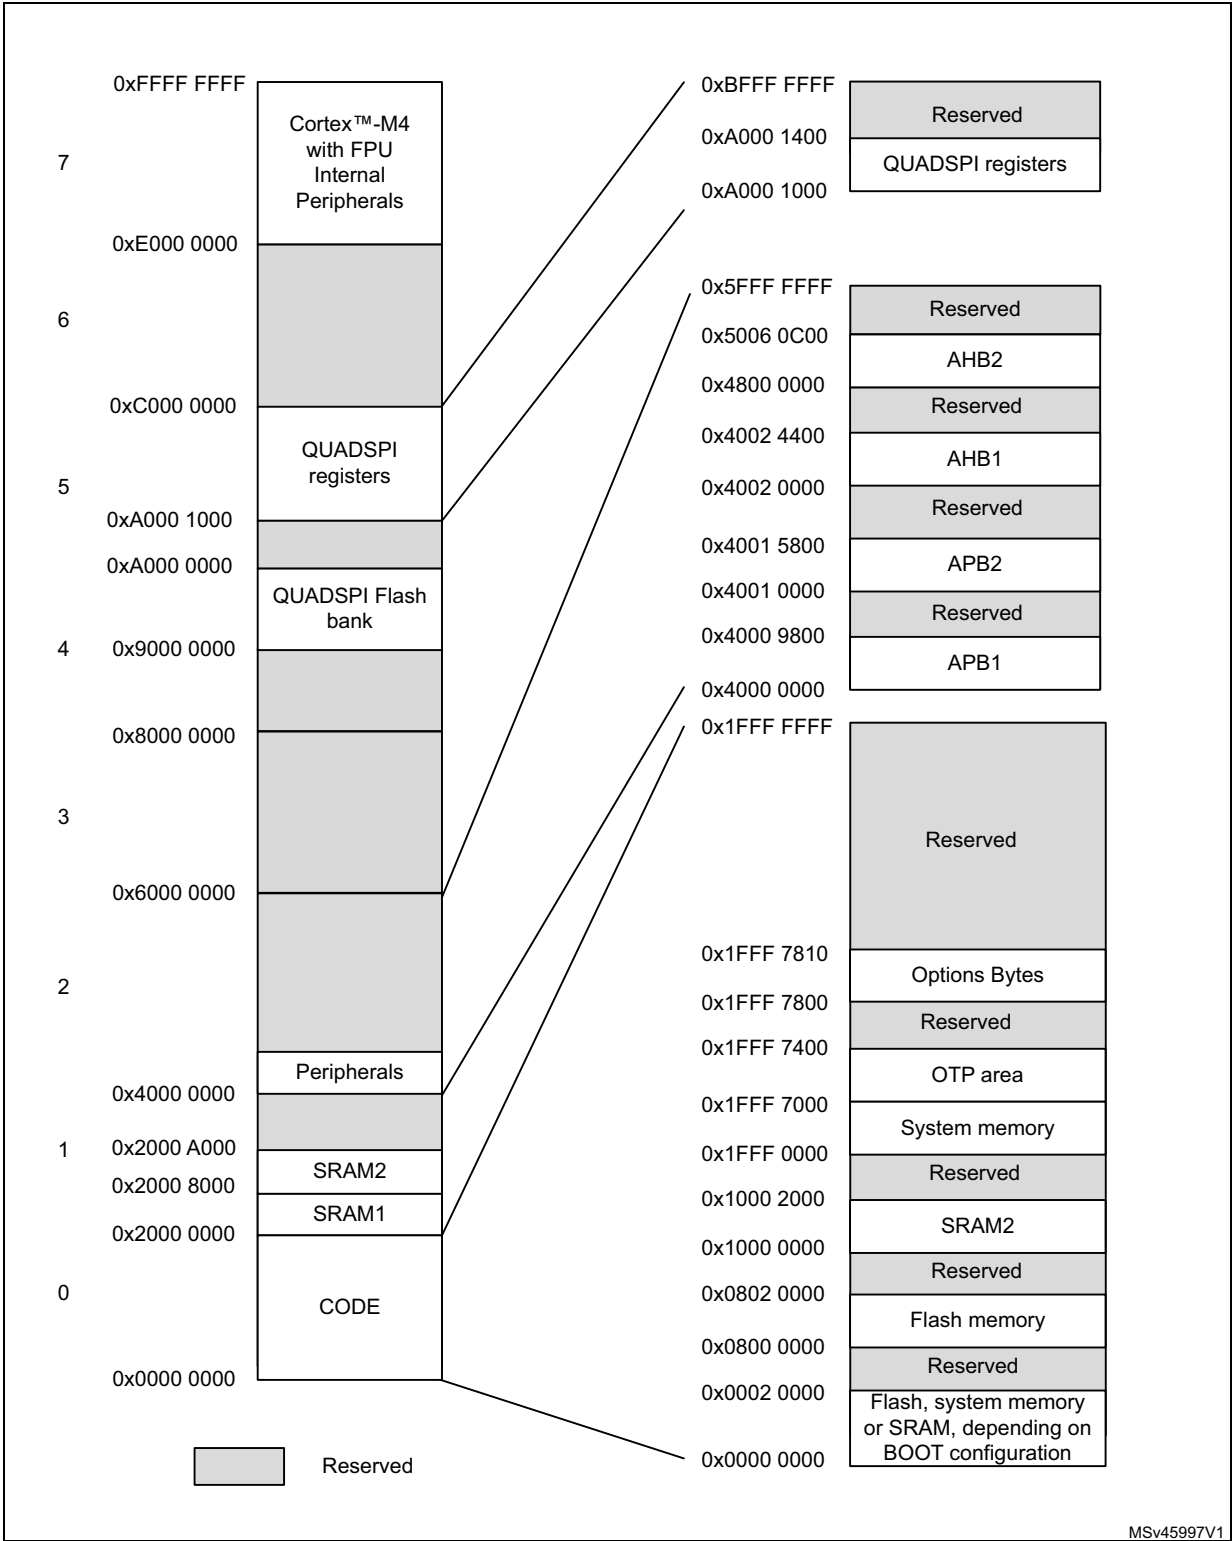 0xFFFF FFFF
Cortex™-M4
with FPU
Internal
Peripherals
7
0xE000 0000
6
0xC000 0000
QUADSPI
registers
5
0xA000 1000
0xA000 0000
QUADSPI Flash
bank
4
0x9000 0000
0x8000 0000
3
0x6000 0000
2
Peripherals
0x4000 0000
1
0x2000 A000
SRAM2
0x2000 8000
SRAM1
0x2000 0000
0
CODE
0x0000 0000
Reserved
0xBFFF FFFF
Reserved
0xA000 1400
QUADSPI registers
0xA000 1000
0x5FFF FFFF
Reserved
0x5006 0C00
AHB2
0x4800 0000
Reserved
0x4002 4400
AHB1
0x4002 0000
Reserved
0x4001 5800
APB2
0x4001 0000
Reserved
0x4000 9800
APB1
0x4000 0000
0x1FFF FFFF
Reserved
0x1FFF 7810
Options Bytes
0x1FFF 7800
Reserved
0x1FFF 7400
OTP area
0x1FFF 7000
System memory
0x1FFF 0000
Reserved
0x1000 2000
SRAM2
0x1000 0000
Reserved
0x0802 0000
Flash memory
0x0800 0000
Reserved
0x0002 0000
Flash, system memory
or SRAM, depending on
BOOT configuration
0x0000 0000
MSv45997V1